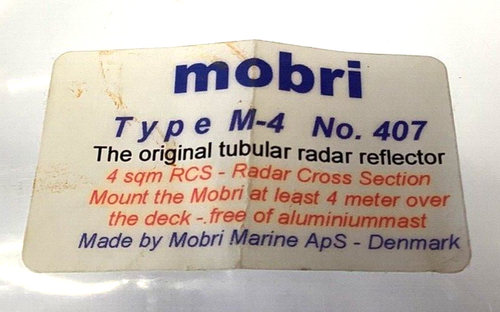 mobri
Type M-4 No. 407
The original tubular radar reflector
4 sqm RCS - Radar Cross Section
Mount the Mobri at least 4 meter over
the deck -.free of aluminiummast
Made by Mobri Marine ApS - Denmark